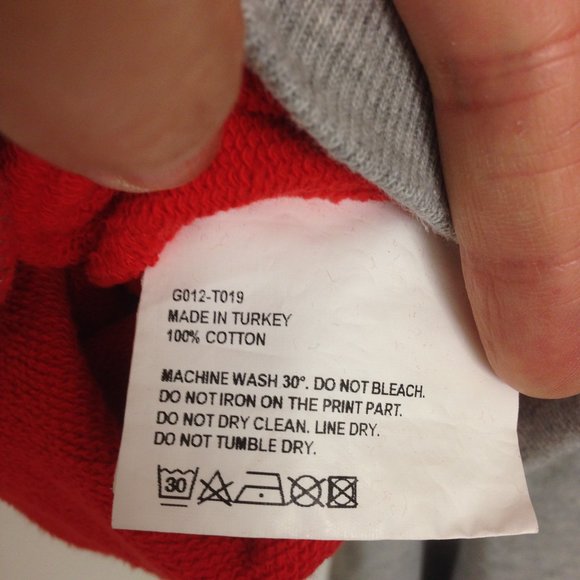 G012-T019
MADE IN TURKEY
100% COTTON
MACHINE WASH 30°. DO NOT BLEACH.
DO NOT IRON ON THE PRINT PART.
DO NOT DRY CLEAN. LINE DRY.
DO NOT TUMBLE DRY.
30